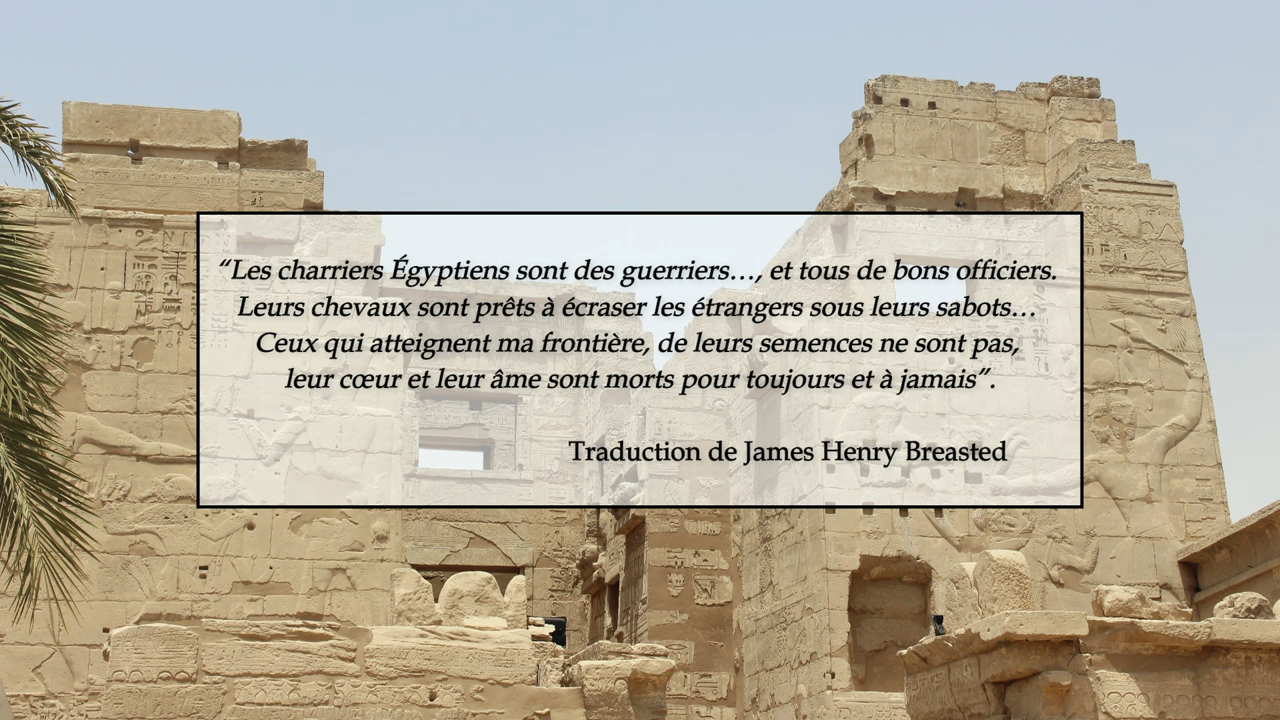 “Les charriers Égyptiens sont des guerriers…, et tous de bons officiers.
Leurs chevaux sont prêts à écraser les étrangers sous leurs sabots…
Ceux qui atteignent ma frontière, de leurs semences ne sont pas,
leur cœur et leur âme sont morts pour toujours et à jamais”.
Traduction de James Henry Breasted